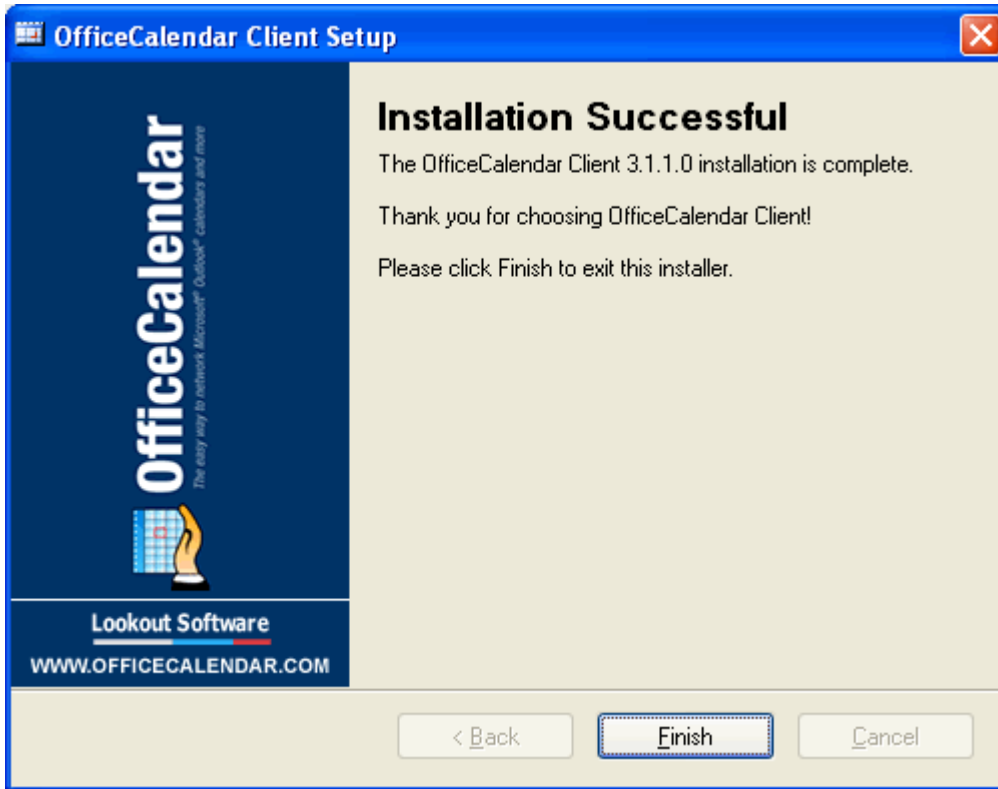 OfficeCalendar Client Setup
OfficeCalendar
The easy way to network Microsoft® Outlook® calendars and more
Lookout Software
WWW.OFFICECALENDAR.COM
Installation Successful
The OfficeCalendar Client 3.1.1.0 installation is complete.
Thank you for choosing OfficeCalendar Client!
Please click Finish to exit this installer.
< Back
Finish
Cancel